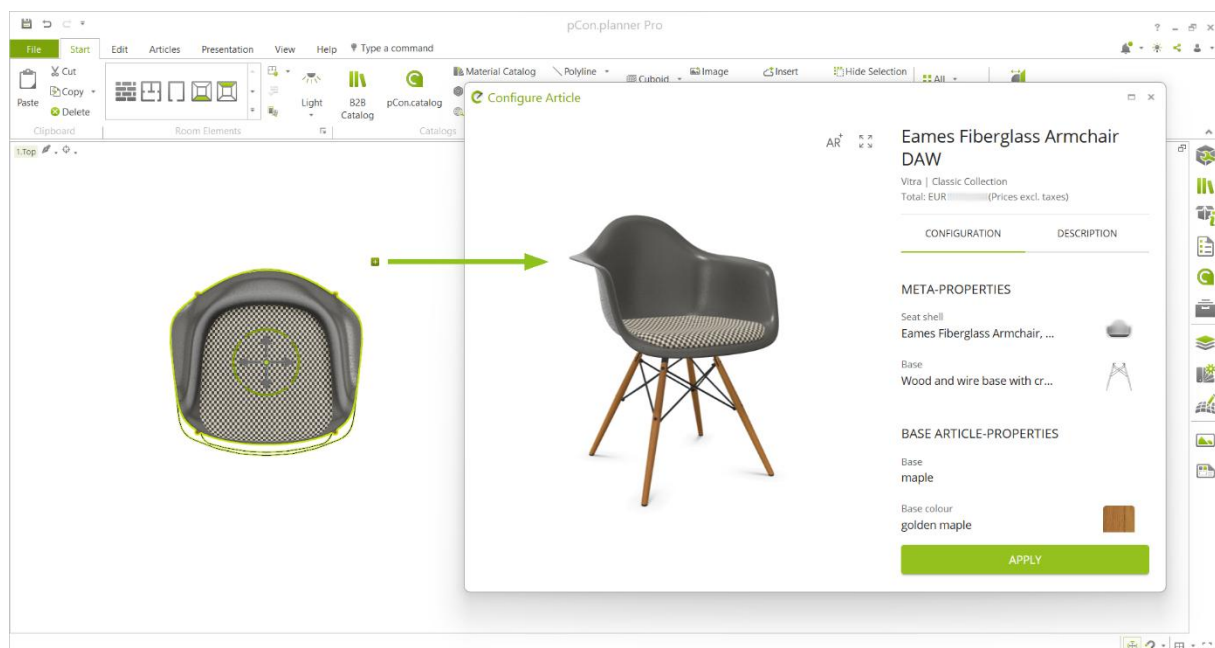 pCon.planner Pro
File Start Edit Articles Presentation View Help Type a command
Cut
Copy
Delete
Paste
Light
B2B
Catalog
pCon.catalog
Material Catalog
Polyline
Cuboid
Image
Insert
Hide Selection
All
Clipboard
Room Elements
Catalogs
1.Top
Configure Article
AR+
Eames Fiberglass Armchair
DAW
Vitra | Classic Collection
Total: EUR (Prices excl. taxes)
CONFIGURATION DESCRIPTION
META-PROPERTIES
Seat shell
Eames Fiberglass Armchair, ...
Base
Wood and wire base with cr...
BASE ARTICLE-PROPERTIES
Base
maple
Base colour
golden maple
APPLY